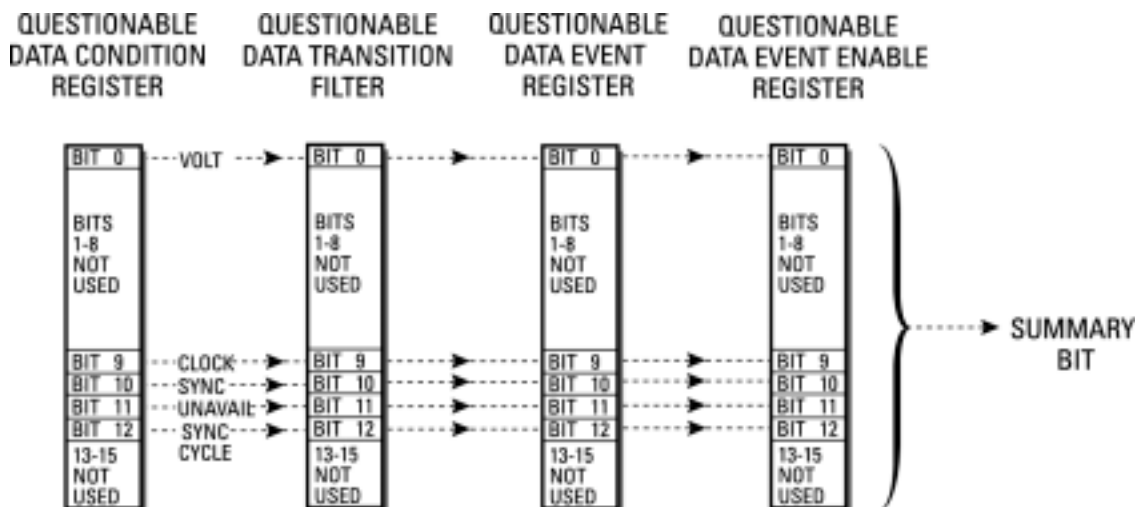 QUESTIONABLE
DATA CONDITION
REGISTER
QUESTIONABLE
DATA TRANSITION
FILTER
QUESTIONABLE
DATA EVENT
REGISTER
QUESTIONABLE
DATA EVENT ENABLE
REGISTER
BIT 0
VOLT
BIT 0
BIT 0
BIT 0
BITS
1-8
NOT
USED
BITS
1-8
NOT
USED
BITS
1-8
NOT
USED
BITS
1-8
NOT
USED
SUMMARY
BIT
BIT 9
CLOCK
BIT 9
BIT 9
BIT 9
BIT 10
SYNC
BIT 10
BIT 10
BIT 10
BIT 11
UNAVAIL
BIT 11
BIT 11
BIT 11
BIT 12
SYNC
CYCLE
BIT 12
BIT 12
BIT 12
13-15
NOT
USED
13-15
NOT
USED
13-15
NOT
USED
13-15
NOT
USED